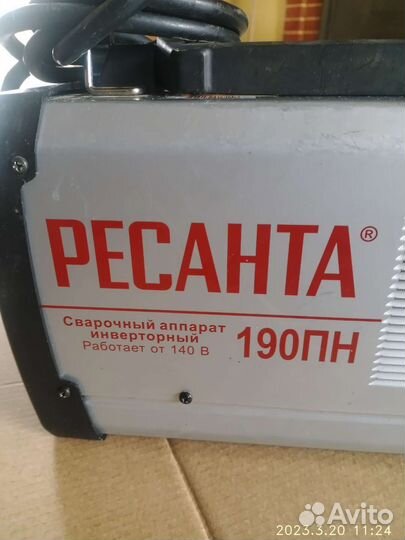 РЕСАНТА®
Сварочный аппарат
инверторный
Работает от 140 В
190ПН
2023.3.20 11:24
Avito